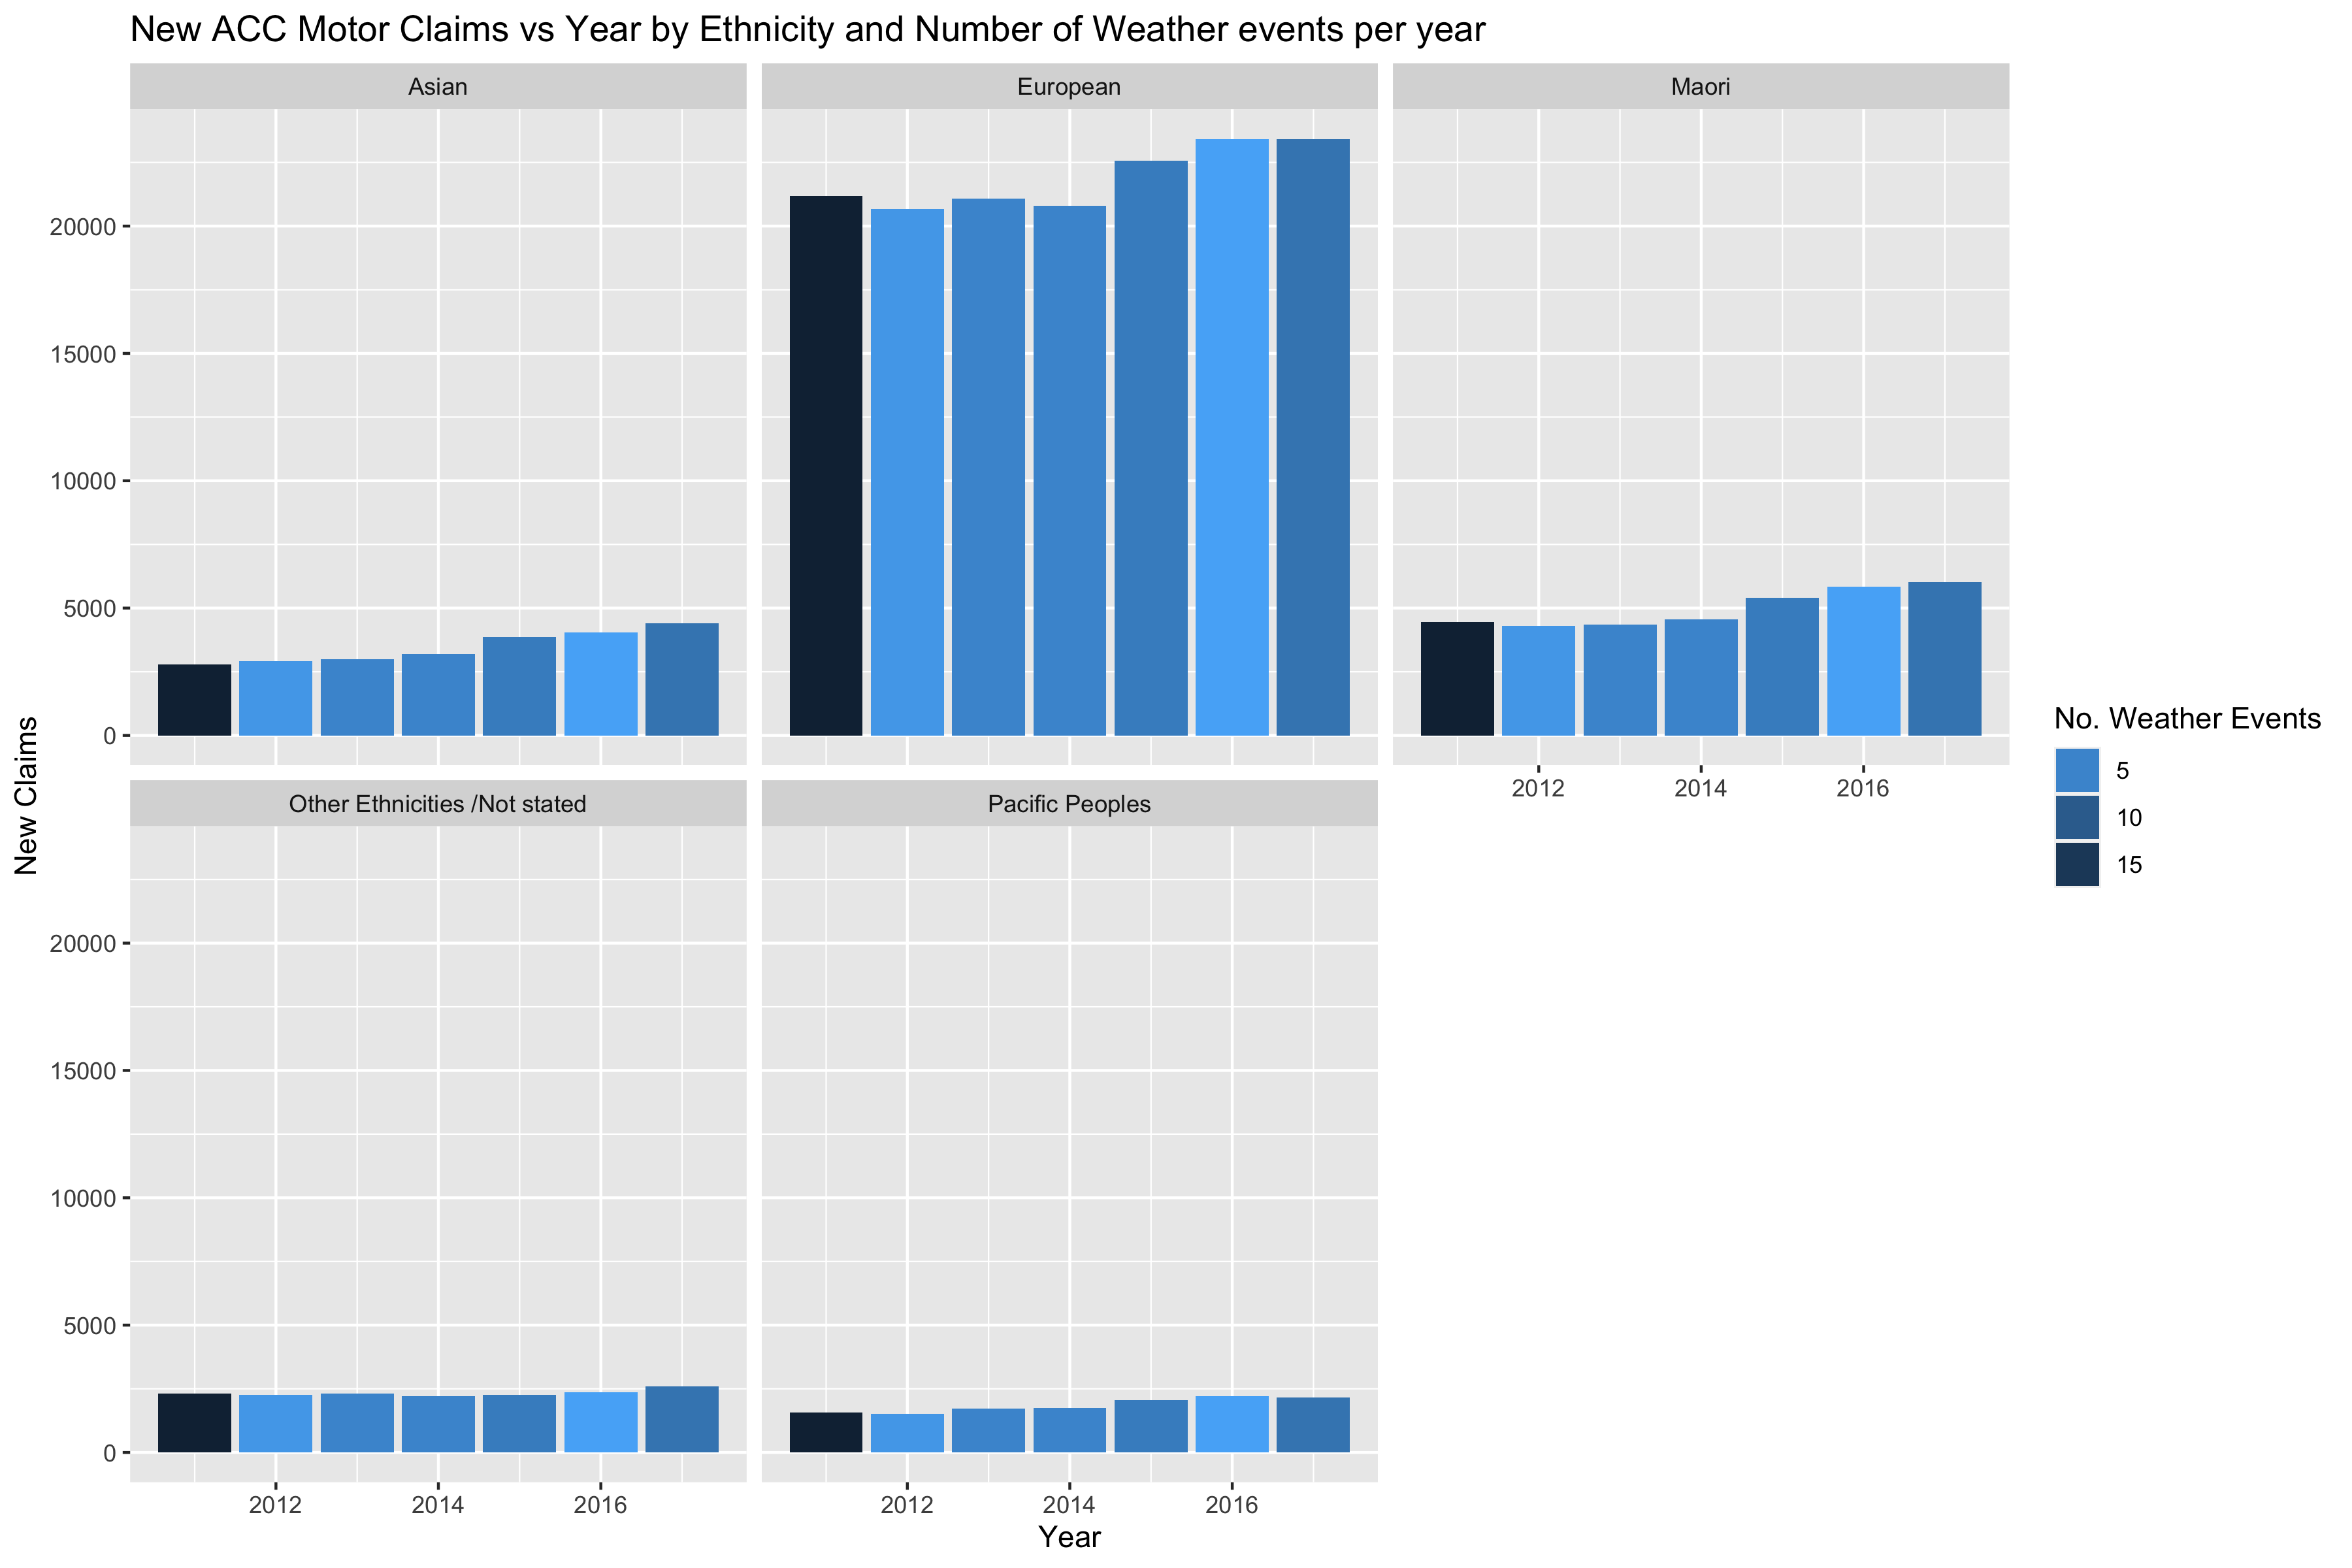 New ACC Motor Claims vs Year by Ethnicity and Number of Weather events per year
Asian
European
Maori
20000
15000
10000
5000
0
2012
2014
2016
Other Ethnicities /Not stated
Pacific Peoples
20000
15000
10000
5000
0
2012
2014
2016
2012
2014
2016
New Claims
Year
No. Weather Events
5
10
15